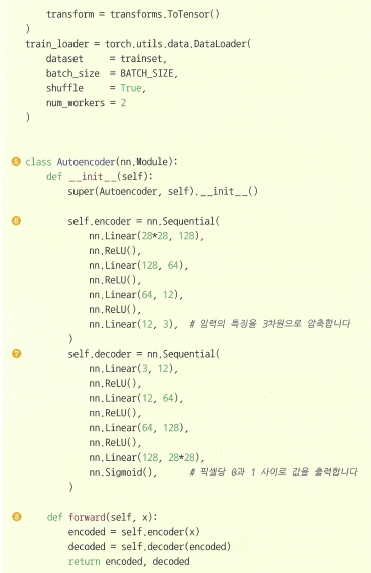 transform = transforms.ToTensor()
)
train_loader = torch.utils.data.DataLoader(
    dataset     = trainset,
    batch_size  = BATCH_SIZE,
    shuffle     = True,
    num_workers = 2
)
5 class Autoencoder(nn.Module):
    def __init__(self):
        super(Autoencoder, self).__init__()
6       self.encoder = nn.Sequential(
            nn.Linear(28*28, 128),
            nn.ReLU(),
            nn.Linear(128, 64),
            nn.ReLU(),
            nn.Linear(64, 12),
            nn.ReLU(),
            nn.Linear(12, 3),  # 입력의 특징을 3차원으로 압축합니다
        )
7       self.decoder = nn.Sequential(
            nn.Linear(3, 12),
            nn.ReLU(),
            nn.Linear(12, 64),
            nn.ReLU(),
            nn.Linear(64, 128),
            nn.ReLU(),
            nn.Linear(128, 28*28),
            nn.Sigmoid(),      # 픽셀당 0과 1 사이로 값을 출력합니다
        )
8   def forward(self, x):
        encoded = self.encoder(x)
        decoded = self.decoder(encoded)
        return encoded, decoded